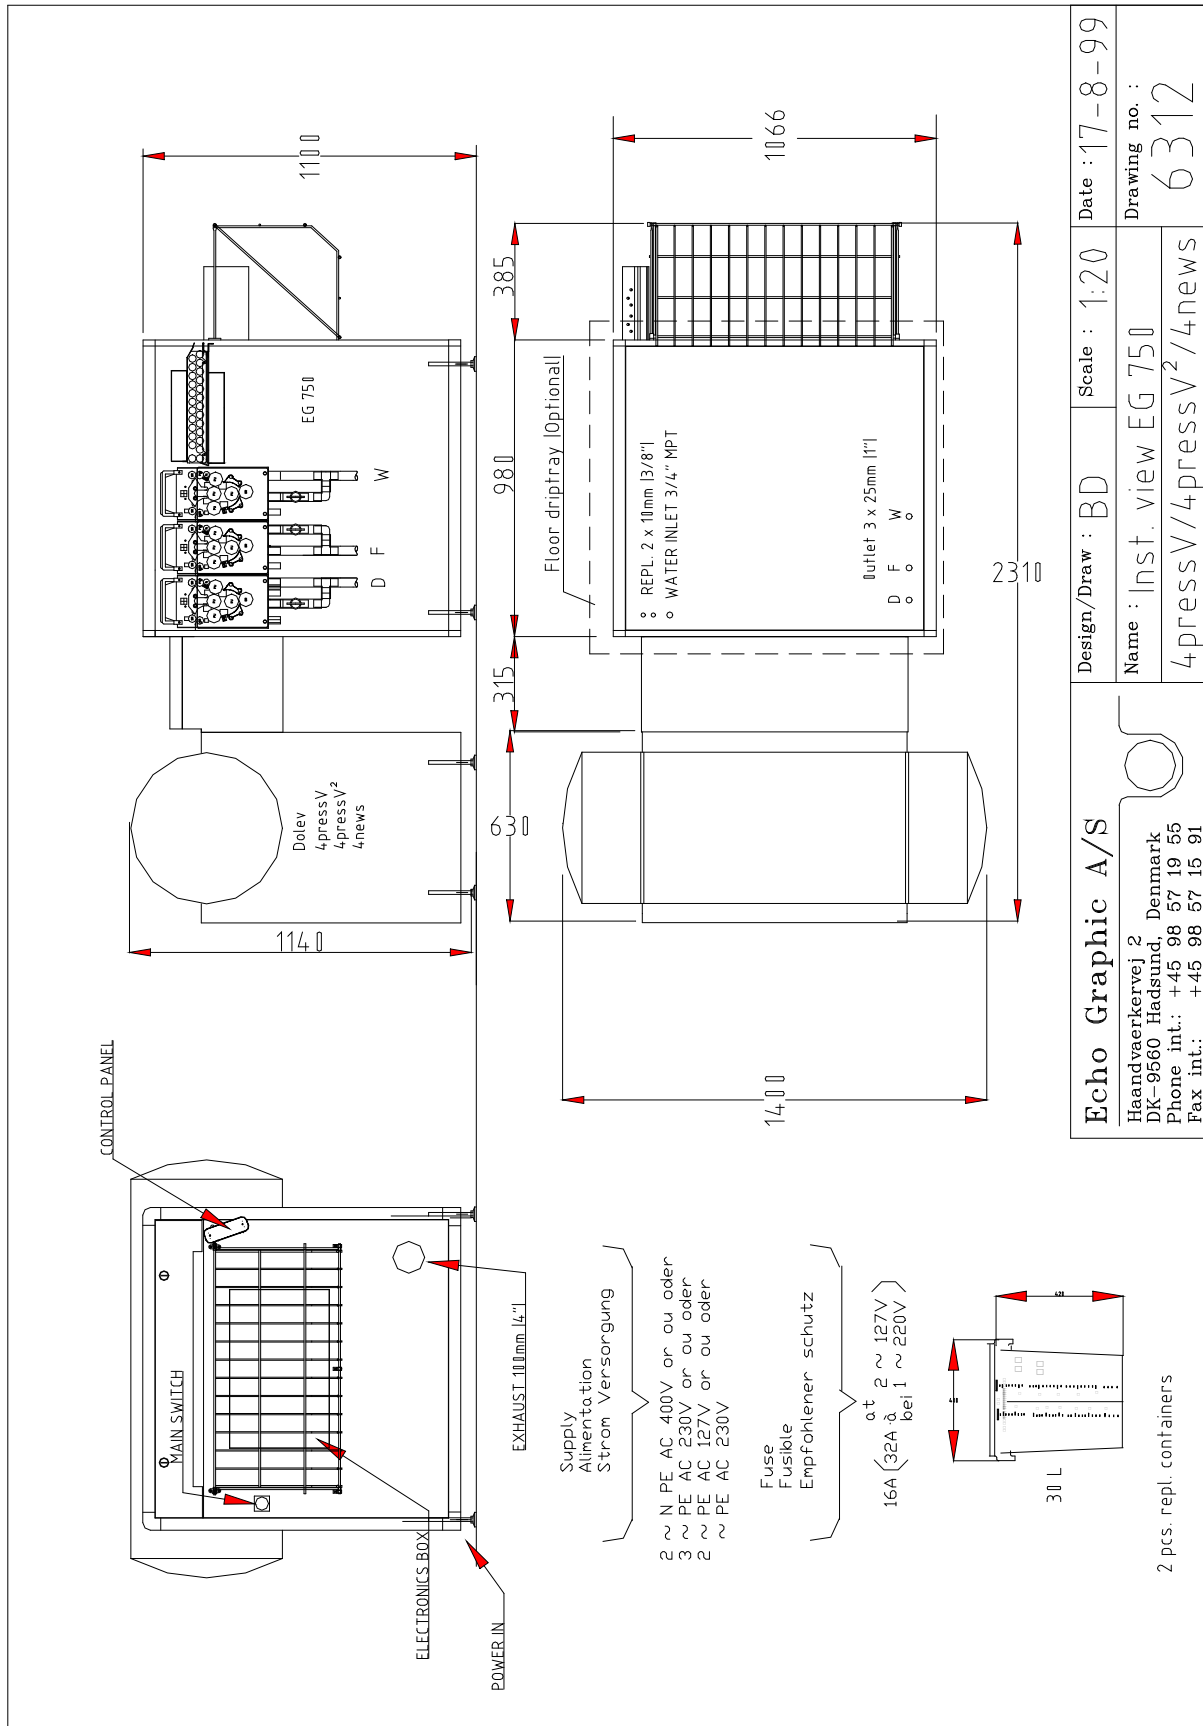 CONTROL PANEL
MAIN SWITCH
ELECTRONICS BOX
POWER IN
EXHAUST 100mm (4")
1140
Dolev
4pressV
4pressV²
4news
EG 750
D F W
1100
630
315
980
385
Floor driptray (Optional)
REPL. 2 x 10mm (3/8")
WATER INLET 3/4" MPT
Outlet 3 x 25mm (1")
D F W
1066
2310
1400
Supply
Alimentation
Strom Versorgung
2 ~ N PE AC 400V or ou oder
3 ~ PE AC 230V or ou oder
2 ~ PE AC 127V or ou oder
~ PE AC 230V
Fuse
Fusible
Empfohlener schutz
at
16A (32A à 2 ~ 127V)
bei 1 ~ 220V)
420
30 L
2 pcs. repl. containers
Echo Graphic A/S
Haandvaerkervej 2
DK-9560 Hadsund, Denmark
Phone int.: +45 98 57 19 55
Fax int.: +45 98 57 15 91
Design/Draw : BD
Scale : 1:20
Date : 17-8-99
Name : Inst. view EG 750
4pressV/4pressV²/4news
Drawing no. :
6312